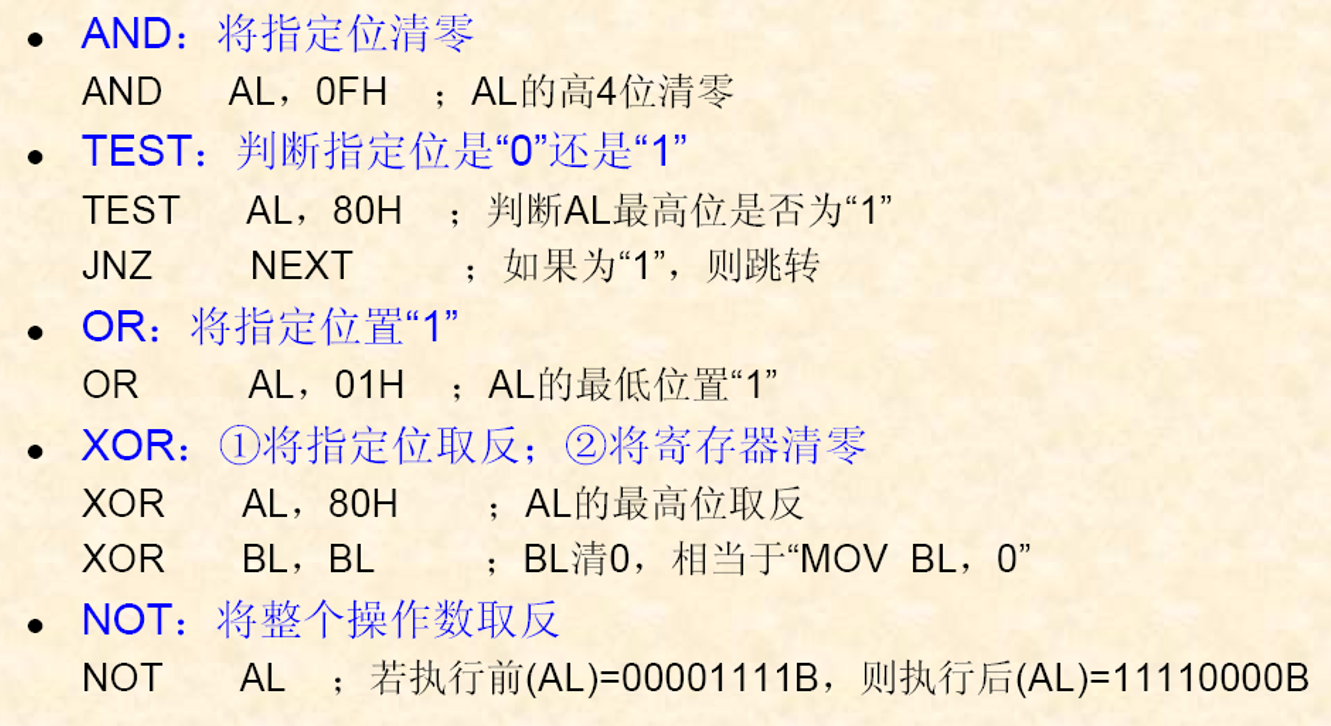 • AND：将指定位清零
AND AL，0FH ；AL的高4位清零
• TEST：判断指定位是“0”还是“1”
TEST AL，80H ；判断AL最高位是否为“1”
JNZ NEXT ；如果为“1”，则跳转
• OR：将指定位置“1”
OR AL，01H ；AL的最低位置“1”
• XOR：①将指定位取反；②将寄存器清零
XOR AL，80H ；AL的最高位取反
XOR BL，BL ；BL清0，相当于“MOV BL，0”
• NOT：将整个操作数取反
NOT AL ；若执行前(AL)=00001111B，则执行后(AL)=11110000B